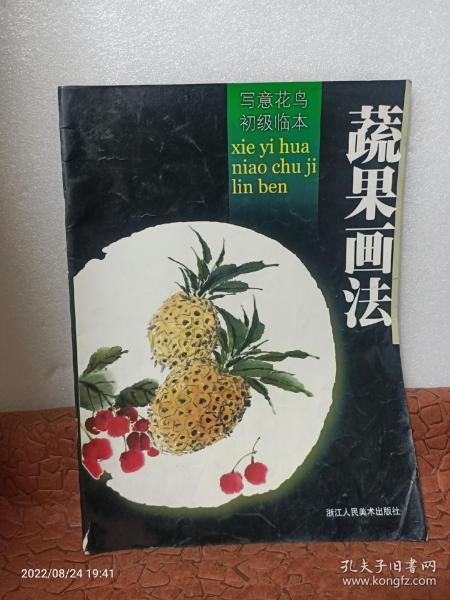 写意花鸟
初级临本
xie yi hua
niao chu ji
lin ben
蔬果画法
浙江人民美术出版社
2022/08/24 19:41
孔夫子旧书网
www.kongfz.com